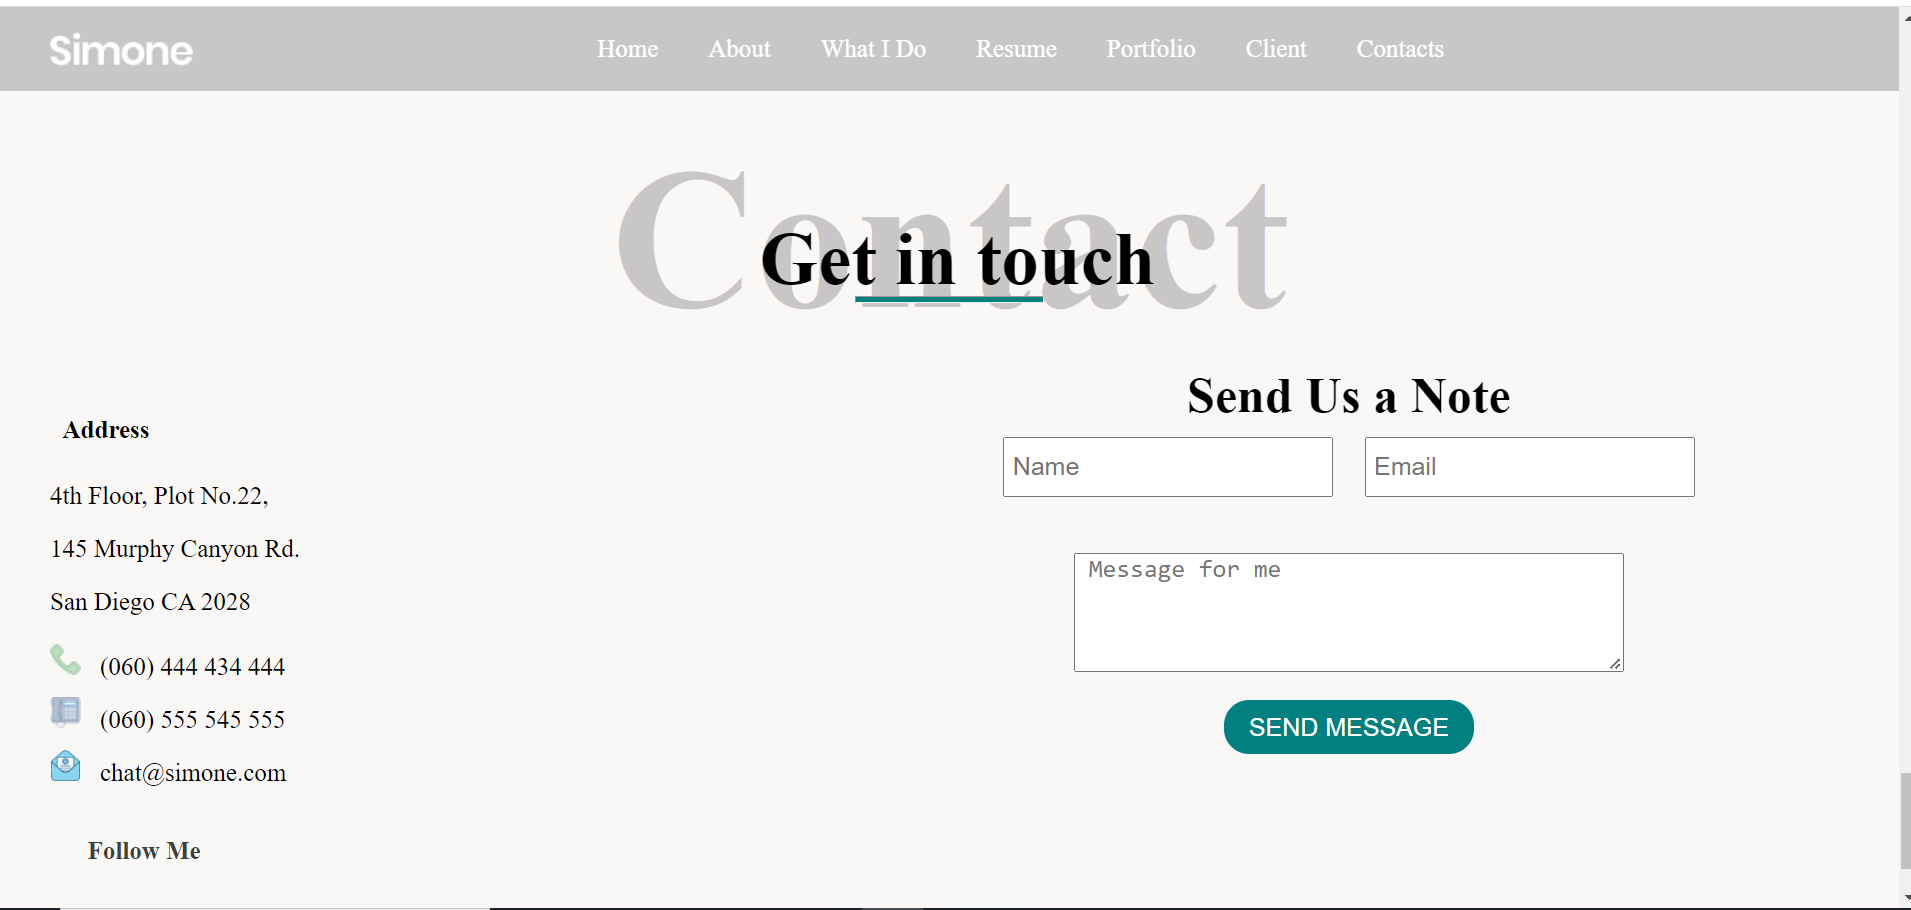 Simone
Home About What I Do Resume Portfolio Client Contacts
Contact
Get in touch
Address
4th Floor, Plot No.22,
145 Murphy Canyon Rd.
San Diego CA 2028
(060) 444 434 444
(060) 555 545 555
chat@simone.com
Follow Me
Send Us a Note
Name Email
Message for me
SEND MESSAGE